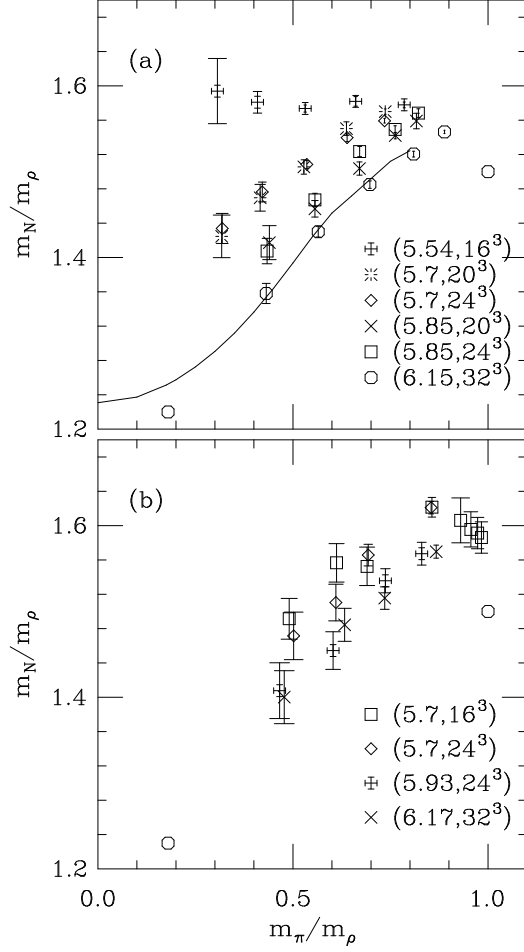 (a)
1.6
1.4
1.2
m_N/m_ρ
(5.54,16³)
(5.7,20³)
(5.7,24³)
(5.85,20³)
(5.85,24³)
(6.15,32³)
(b)
1.6
1.4
1.2
m_N/m_ρ
(5.7,16³)
(5.7,24³)
(5.93,24³)
(6.17,32³)
0.0 0.5 1.0
m_π/m_ρ